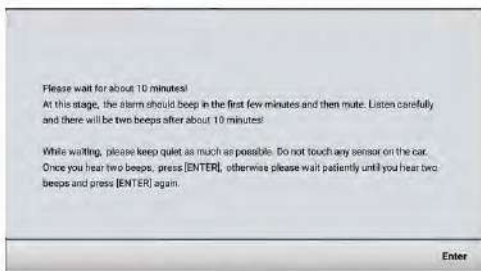 Please wait for about 10 minutes!
At this stage, the alarm should beep in the first few minutes and then mute. Listen carefully
and there will be two beeps after about 10 minutes!
While waiting, please keep quiet as much as possible. Do not touch any sensor on the car.
Once you hear two beeps, press [ENTER], otherwise please wait patiently until you hear two
beeps and press [ENTER] again.
Enter